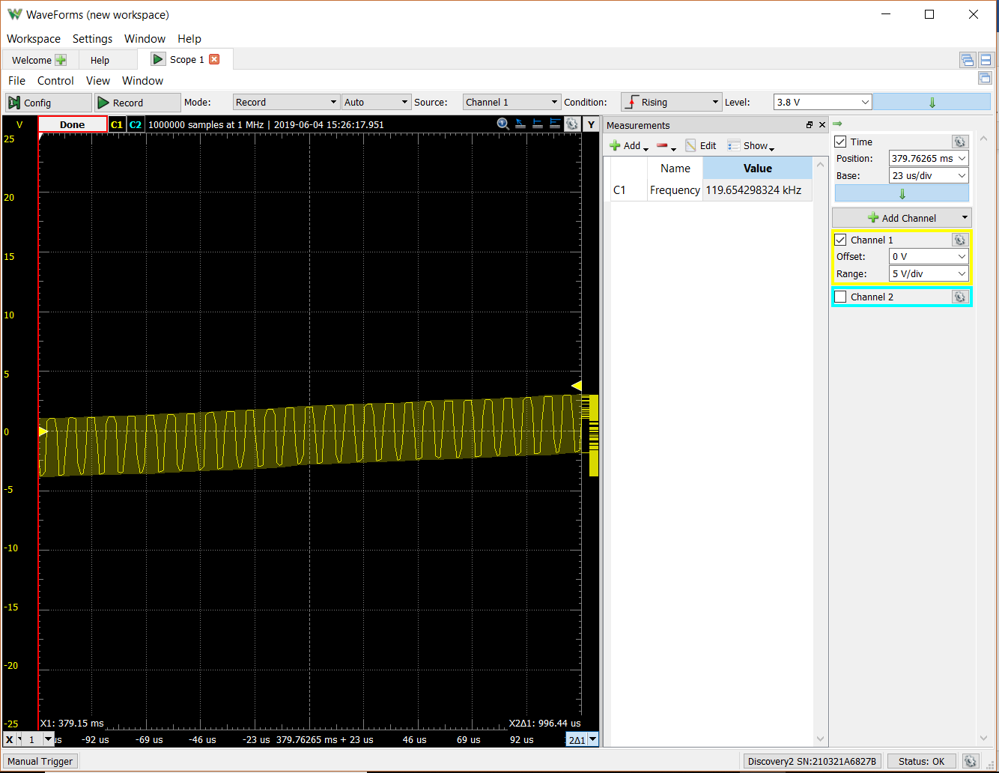 WaveForms (new workspace)
Workspace Settings Window Help
Welcome Help Scope 1
File Control View Window
Config Record Mode: Record Auto Source: Channel 1 Condition: Rising Level: 3.8 V
V Done C1 C2 1000000 samples at 1 MHz | 2019-06-04 15:26:17.951 Y
25
20
15
10
5
0
-5
-10
-15
-20
-25
X1: 379.15 ms X2Δ1: 996.44 us
X 1 us -92 us -69 us -46 us -23 us 379.76265 ms + 23 us 46 us 69 us 92 us 2Δ1
Measurements
Add Edit Show
Name Value
C1 Frequency 119.654298324 kHz
Time
Position: 379.76265 ms
Base: 23 us/div
Add Channel
Channel 1
Offset: 0 V
Range: 5 V/div
Channel 2
Manual Trigger Discovery2 SN:210321A6827B Status: OK